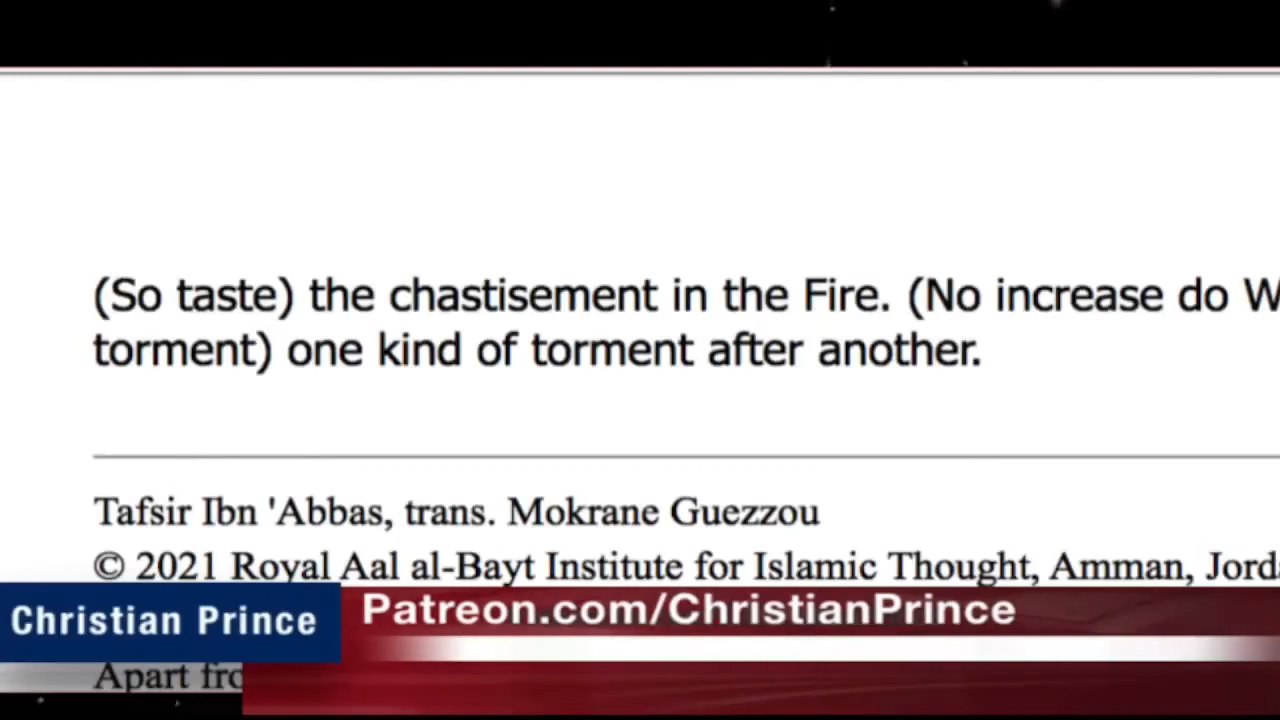 (So taste) the chastisement in the Fire. (No increase do
torment) one kind of torment after another.
Tafsir Ibn 'Abbas, trans. Mokrane Guezzou
© 2021 Royal Aal al-Bayt Institute for Islamic Thought, Amman,
Christian Prince
Patreon.com/ChristianPrince
Apart